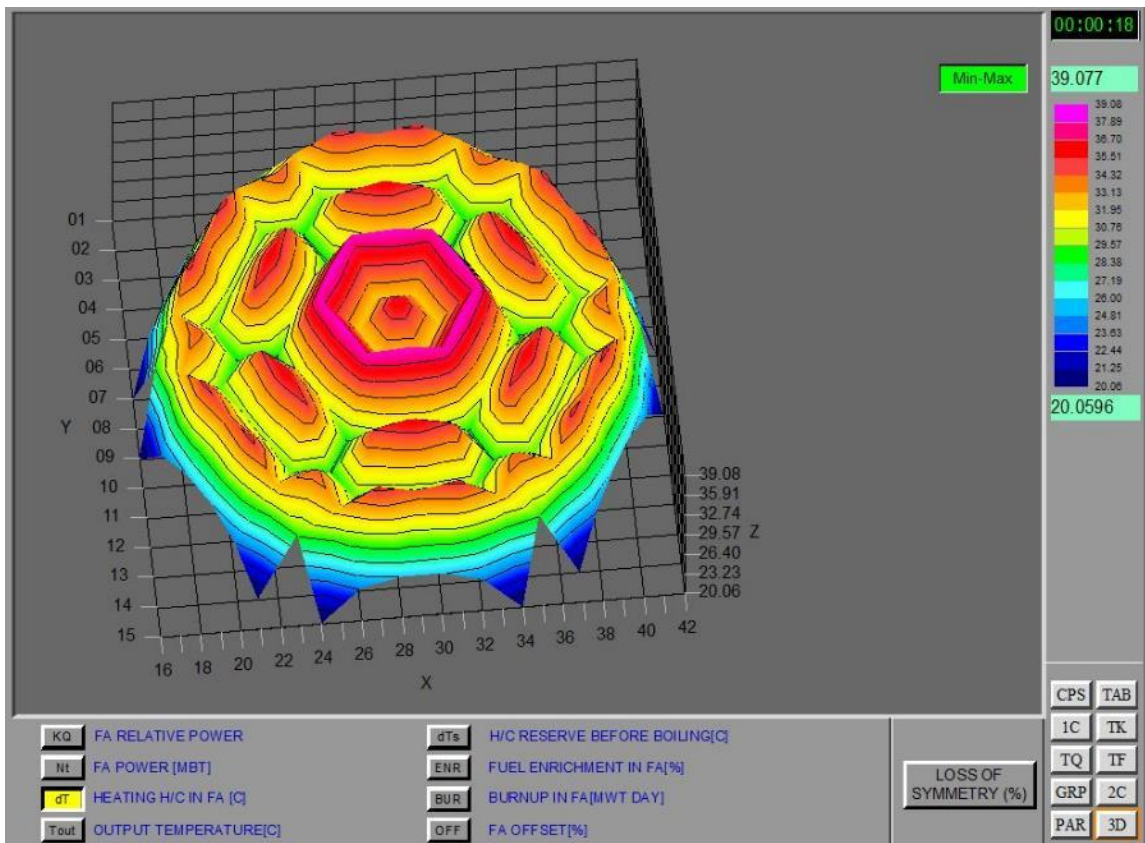 00:00:18
Min-Max
39.077
39.08
37.89
36.70
35.51
34.32
33.13
31.95
30.76
29.57
28.38
27.19
26.00
24.81
23.63
22.44
21.25
20.06
20.0596
01
02
03
04
05
06
07
Y 08
09
10
11
12
13
14
15
39.08
35.91
32.74
29.57 Z
26.40
23.23
20.06
16 18 20 22 24 26 28 30 32 34 36 38 40 42
X
KQ FA RELATIVE POWER
Nt FA POWER [MBT]
dT HEATING H/C IN FA [C]
Tout OUTPUT TEMPERATURE[C]
dTs H/C RESERVE BEFORE BOILING[C]
ENR FUEL ENRICHMENT IN FA[%]
BUR BURNUP IN FA[MWT DAY]
OFF FA OFFSET[%]
LOSS OF
SYMMETRY (%)
CPS TAB
1C TK
TQ TF
GRP 2C
PAR 3D